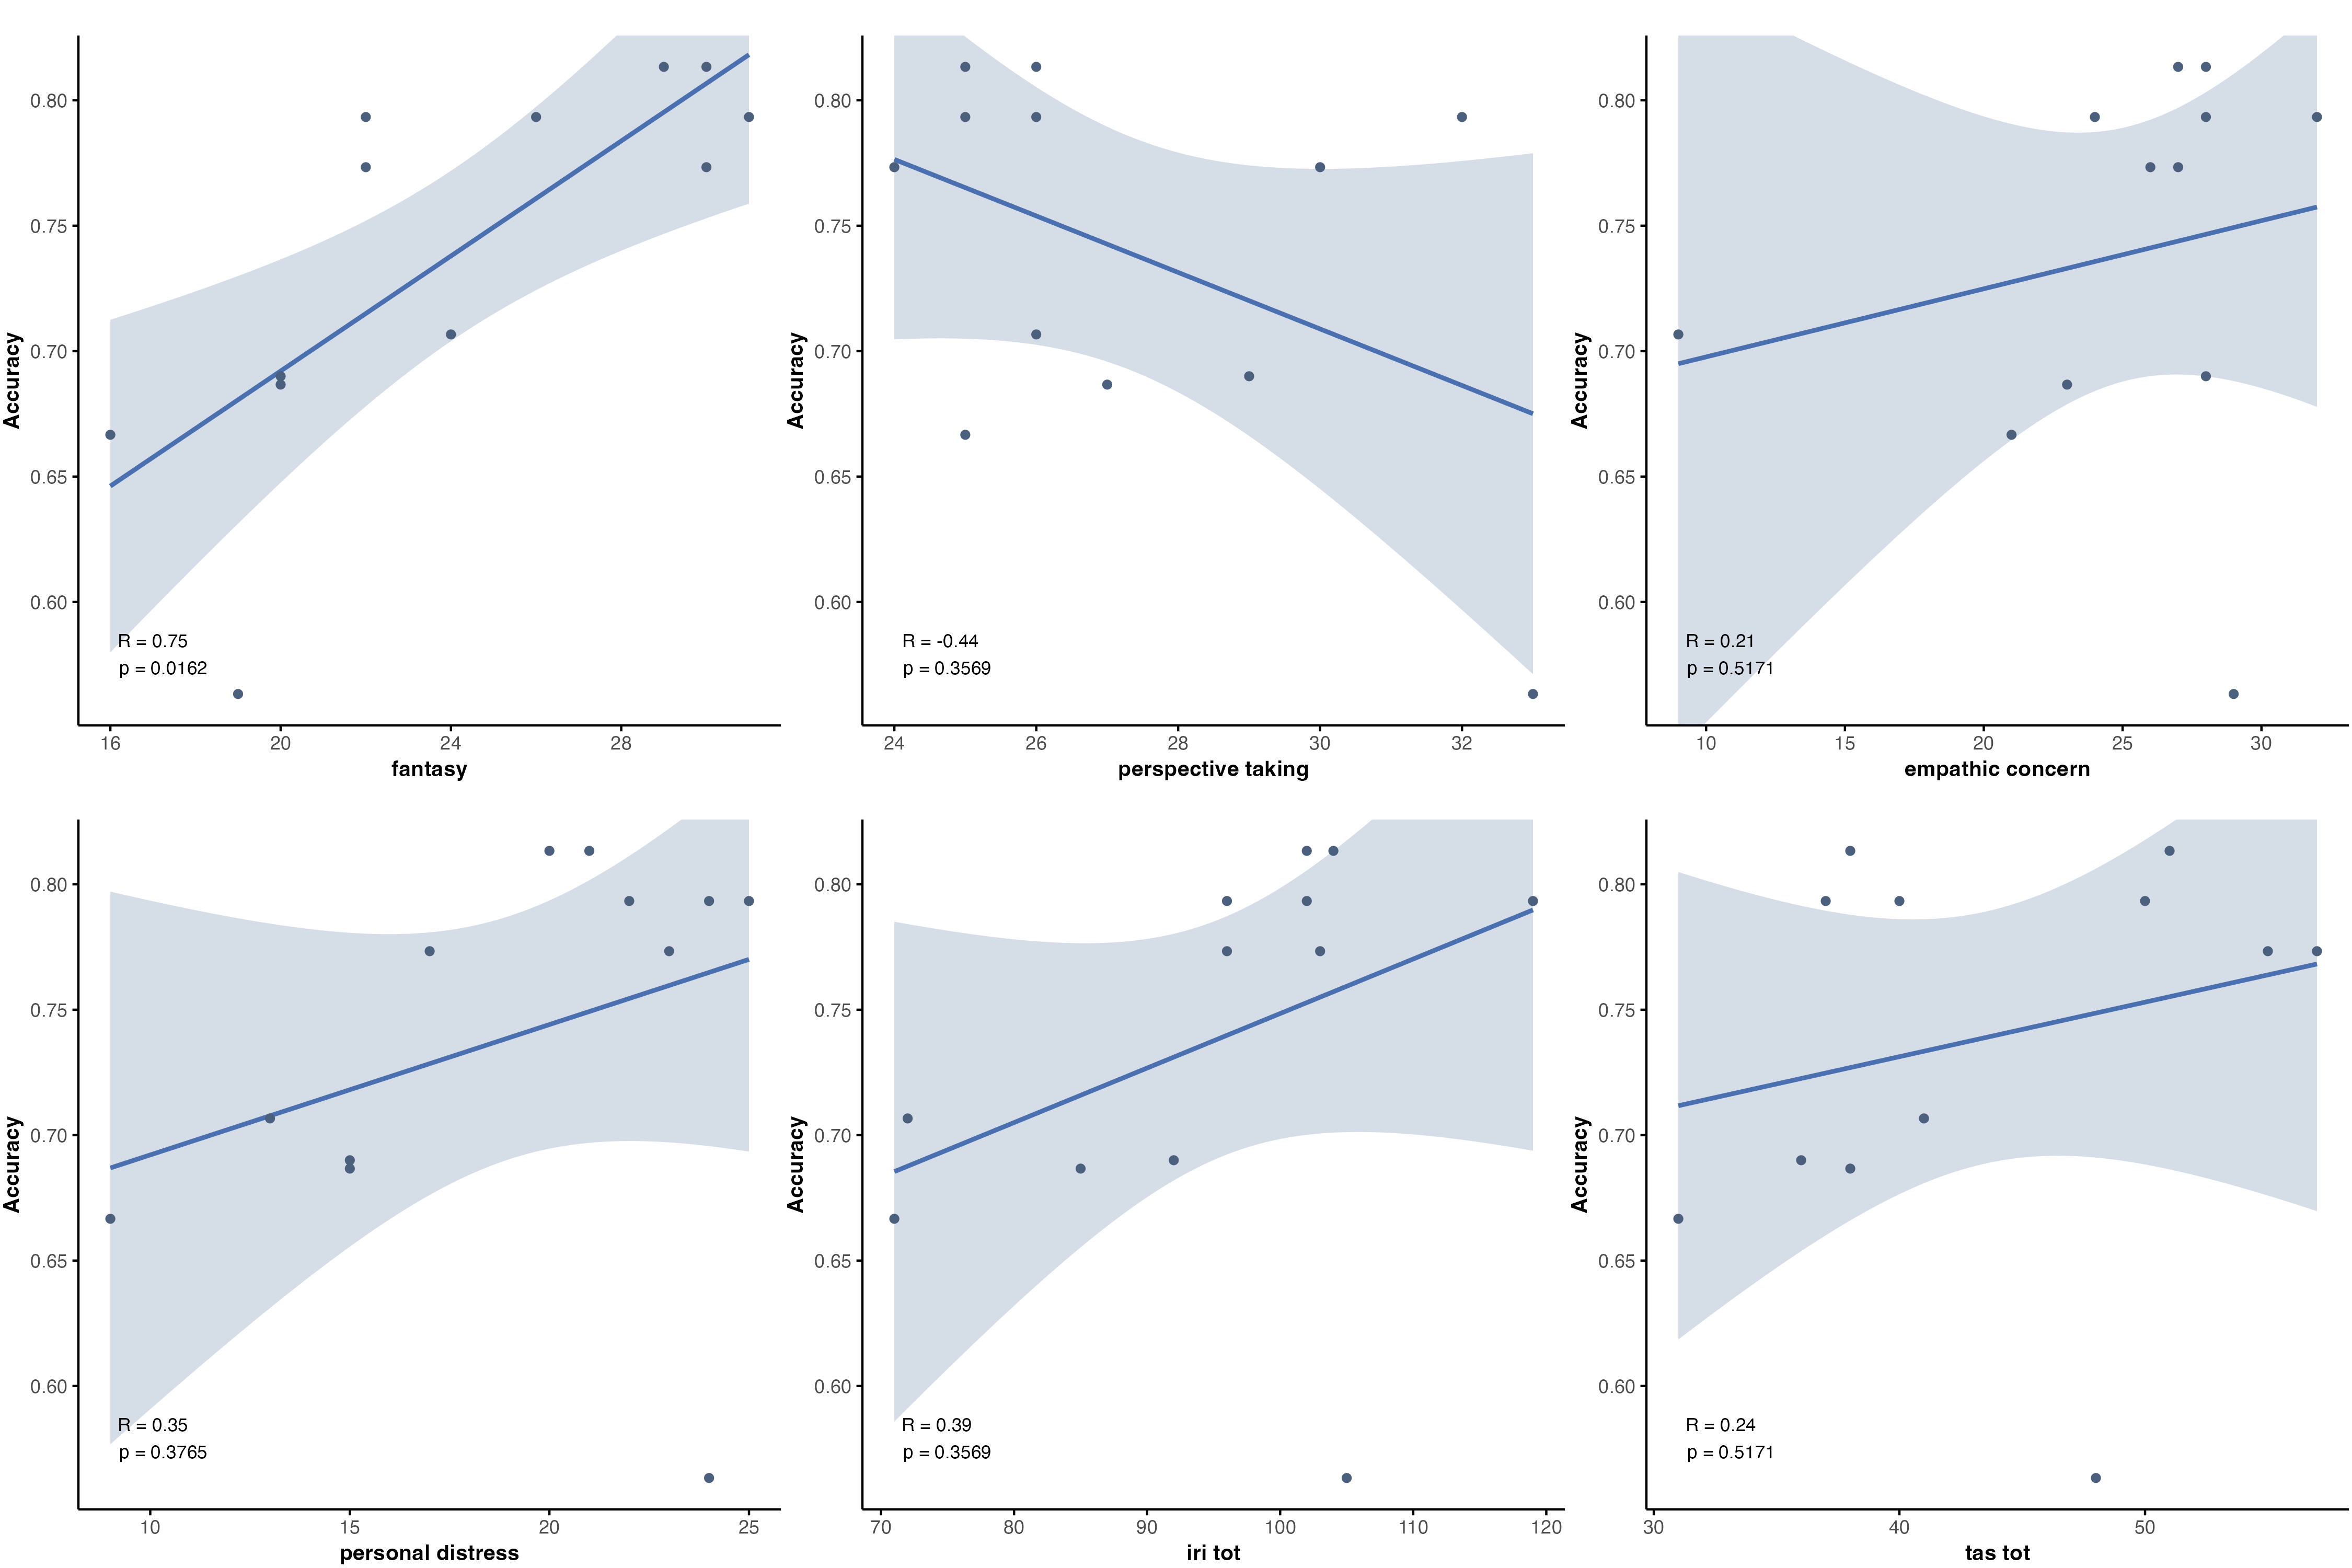 Accuracy
0.80
0.75
0.70
0.65
0.60
R = 0.75
p = 0.0162
16 20 24 28
fantasy
Accuracy
0.80
0.75
0.70
0.65
0.60
R = -0.44
p = 0.3569
24 26 28 30 32
perspective taking
Accuracy
0.80
0.75
0.70
0.65
0.60
R = 0.21
p = 0.5171
10 15 20 25 30
empathic concern
Accuracy
0.80
0.75
0.70
0.65
0.60
R = 0.35
p = 0.3765
10 15 20 25
personal distress
Accuracy
0.80
0.75
0.70
0.65
0.60
R = 0.39
p = 0.3569
70 80 90 100 110 120
iri tot
Accuracy
0.80
0.75
0.70
0.65
0.60
R = 0.24
p = 0.5171
30 40 50
tas tot